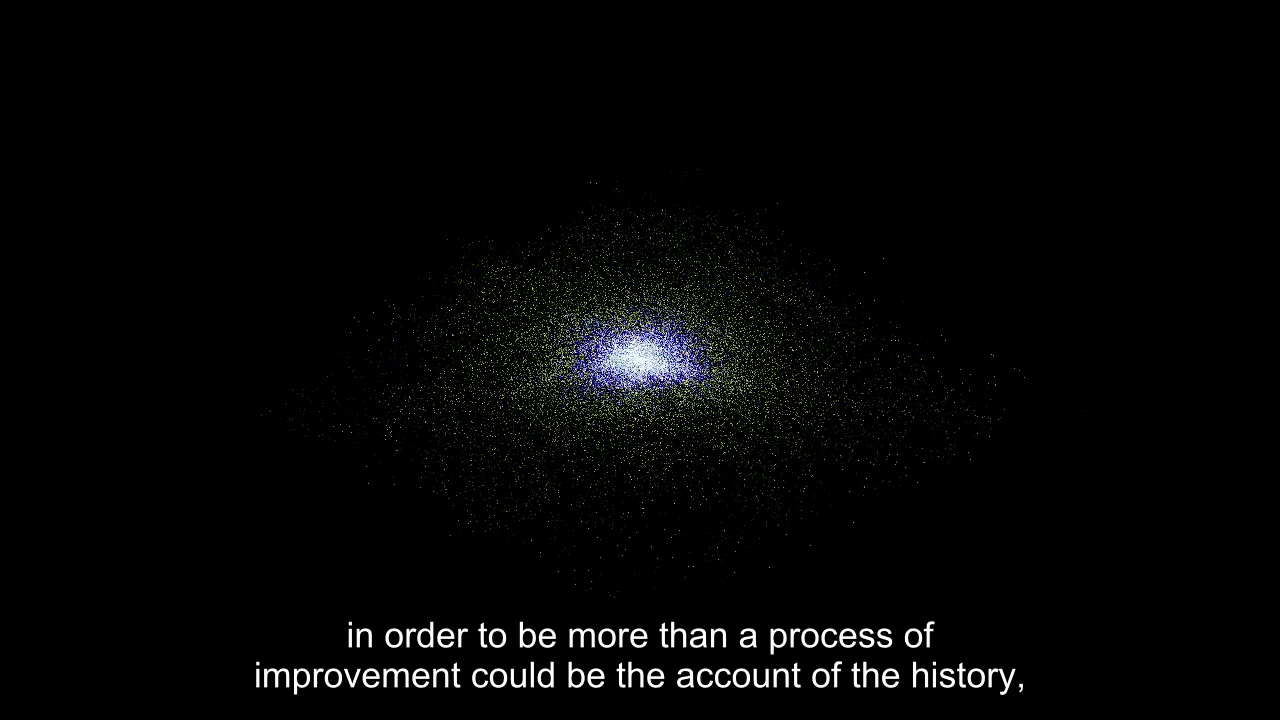 in order to be more than a process of
improvement could be the account of the history,